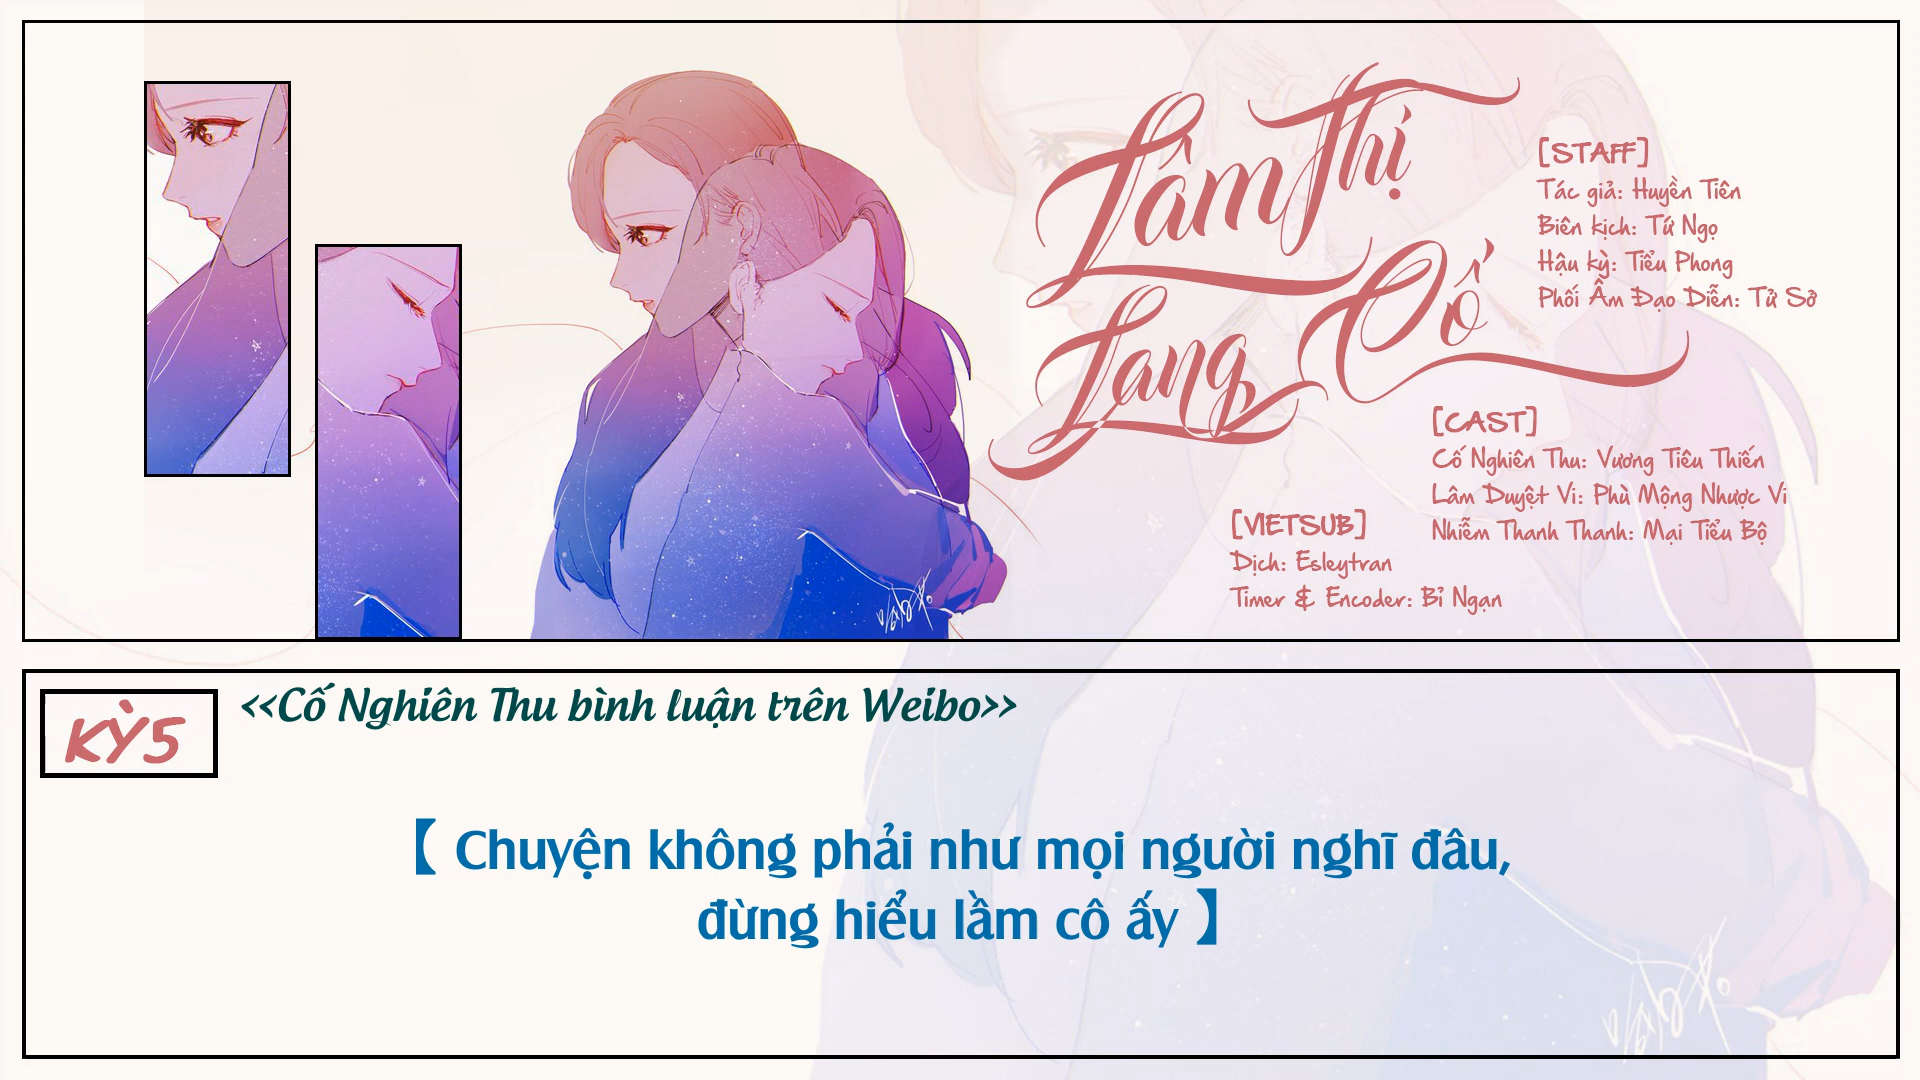 Lâm Thị
Lang Cố
[STAFF]
Tác giả: Huyền Tiên
Biên kịch: Tứ Ngọ
Hậu kỳ: Tiểu Phong
Phối Âm Đạo Diễn: Tử Sở
[CAST]
Cố Nghiên Thu: Vương Tiêu Thiến
Lâm Duyệt Vi: Phù Mộng Nhược Vi
Nhiễm Thanh Thanh: Mại Tiểu Bộ
[VIETSUB]
Dịch: Esleytran
Timer & Encoder: Bỉ Ngạn
KỲ5
<<Cố Nghiên Thu bình luận trên Weibo>>
【 Chuyện không phải như mọi người nghĩ đâu,
đừng hiểu lầm cô ấy 】